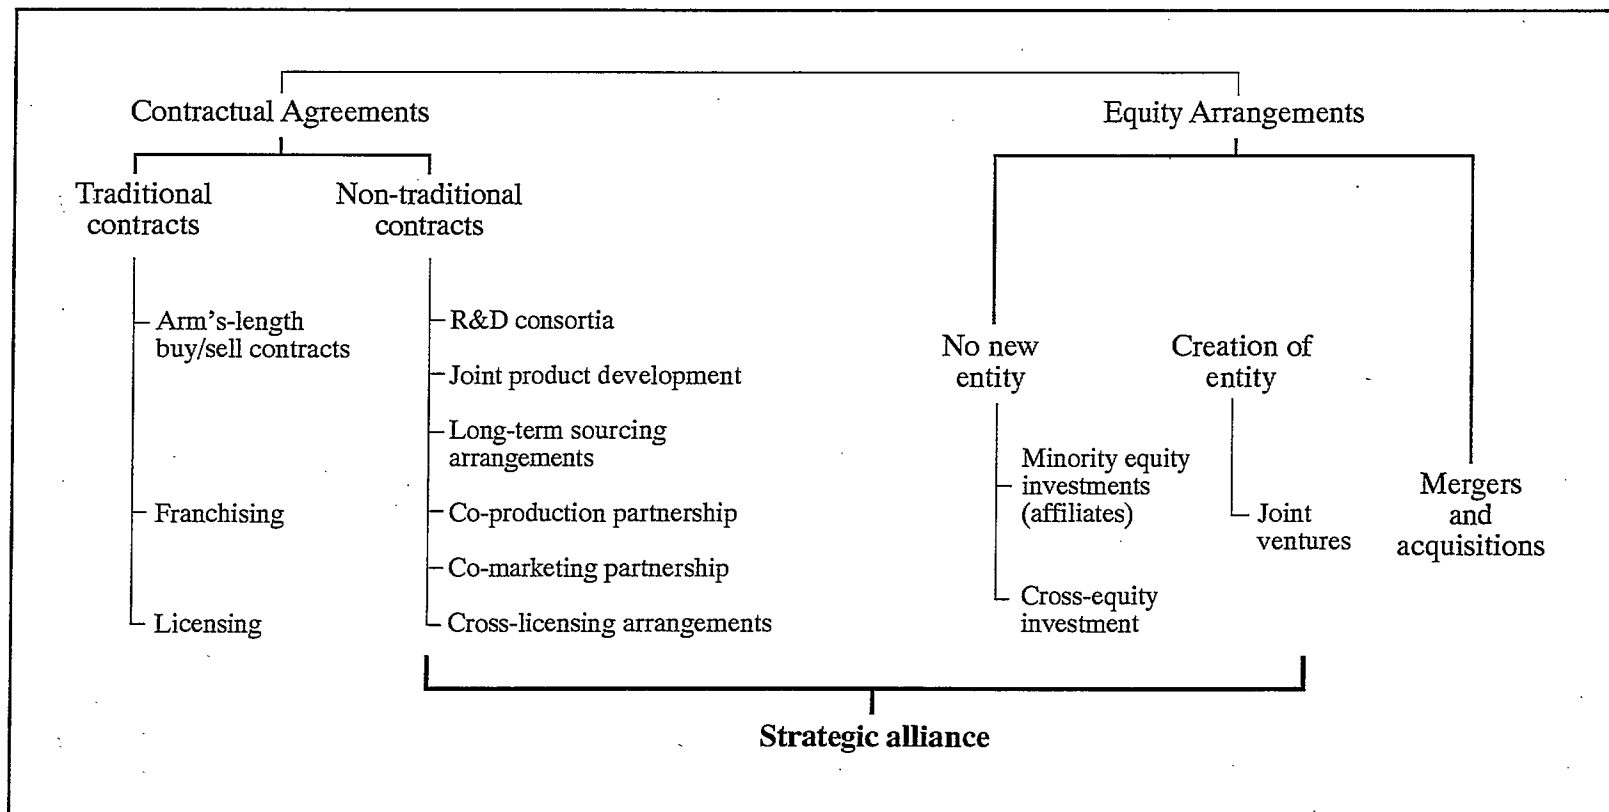 Contractual Agreements
Equity Arrangements
Traditional
contracts
Non-traditional
contracts
Arm's-length
buy/sell contracts
Franchising
Licensing
R&D consortia
Joint product development
Long-term sourcing
arrangements
Co-production partnership
Co-marketing partnership
Cross-licensing arrangements
No new
entity
Minority equity
investments
(affiliates)
Cross-equity
investment
Creation of
entity
Joint
ventures
Mergers
and
acquisitions
Strategic alliance